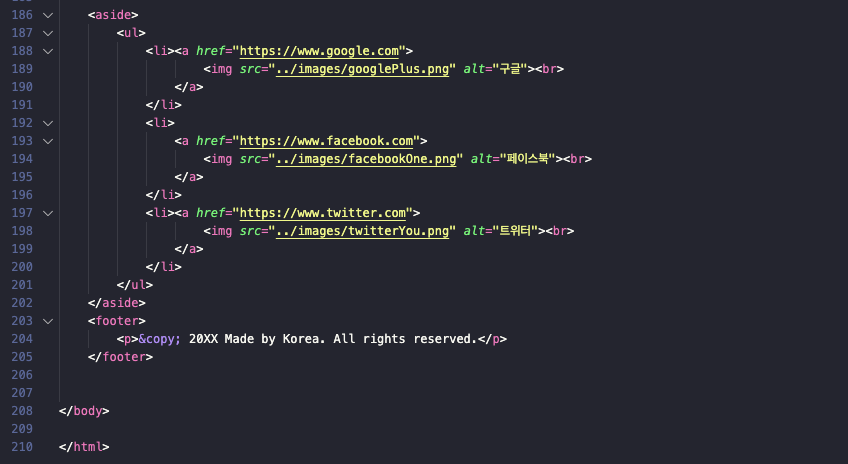 186 <aside>
187 <ul>
188 <li><a href="https://www.google.com">
189 <img src="../images/googlePlus.png" alt="구글"><br>
190 </a>
191 </li>
192 <li>
193 <a href="https://www.facebook.com">
194 <img src="../images/facebookOne.png" alt="페이스북"><br>
195 </a>
196 </li>
197 <li><a href="https://www.twitter.com">
198 <img src="../images/twitterYou.png" alt="트위터"><br>
199 </a>
200 </li>
201 </ul>
202 </aside>
203 <footer>
204 <p>&copy; 20XX Made by Korea. All rights reserved.</p>
205 </footer>
206
207
208 </body>
209
210 </html>